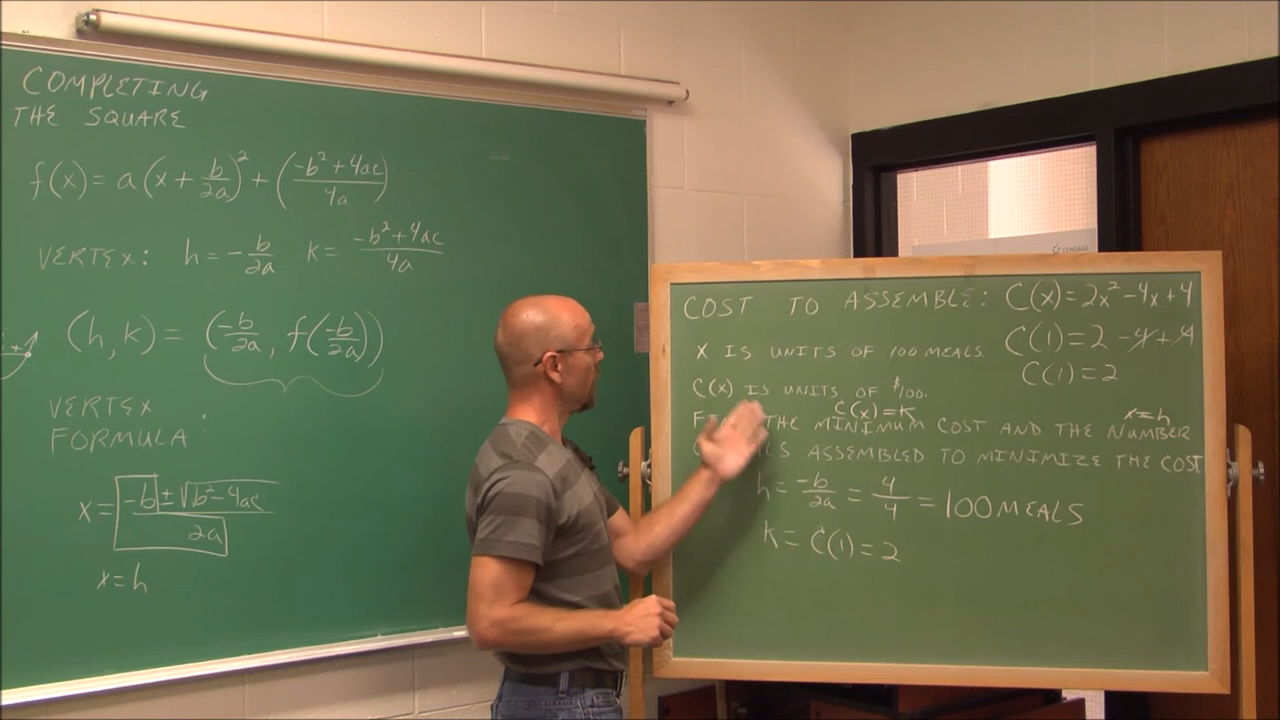 COMPLETING
THE SQUARE
f(x) = a(x + b/2a)² + ((-b² + 4ac)/4a)
VERTEX: h = -b/2a k = (-b² + 4ac)/4a
(h, k) = (-b/2a, f(-b/2a))
VERTEX
FORMULA:
x = (-b ± √(b² - 4ac))/2a
x = h
CENGAGE
COST TO ASSEMBLE: C(x) = 2x² - 4x + 4
C(1) = 2 - 4 + 4
X IS UNITS OF 100 MEALS.
C(1) = 2
C(x) IS UNITS OF $100.
C(x) = K x = h
THE MINIMUM COST AND THE NUMBER
ASSEMBLED TO MINIMIZE THE COST
h = -b/2a = 4/4 = 100 MEALS
K = C(1) = 2